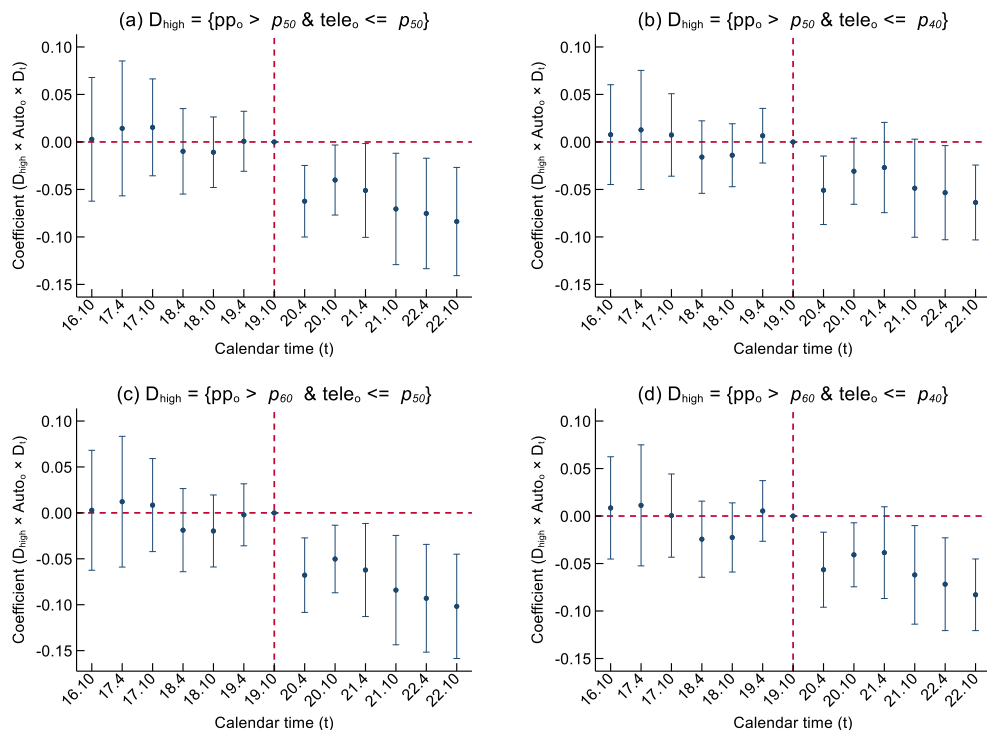 (a) D_high = {pp_o > p_50 & tele_o <= p_50}
Coefficient (D_high × Auto_o × D_t)
0.10
0.05
0.00
-0.05
-0.10
-0.15
16.10 17.4 17.10 18.4 18.10 19.4 19.10 20.4 20.10 21.4 21.10 22.4 22.10
Calendar time (t)
(b) D_high = {pp_o > p_50 & tele_o <= p_40}
Coefficient (D_high × Auto_o × D_t)
0.10
0.05
0.00
-0.05
-0.10
-0.15
16.10 17.4 17.10 18.4 18.10 19.4 19.10 20.4 20.10 21.4 21.10 22.4 22.10
Calendar time (t)
(c) D_high = {pp_o > p_60 & tele_o <= p_50}
Coefficient (D_high × Auto_o × D_t)
0.10
0.05
0.00
-0.05
-0.10
-0.15
16.10 17.4 17.10 18.4 18.10 19.4 19.10 20.4 20.10 21.4 21.10 22.4 22.10
Calendar time (t)
(d) D_high = {pp_o > p_60 & tele_o <= p_40}
Coefficient (D_high × Auto_o × D_t)
0.10
0.05
0.00
-0.05
-0.10
-0.15
16.10 17.4 17.10 18.4 18.10 19.4 19.10 20.4 20.10 21.4 21.10 22.4 22.10
Calendar time (t)